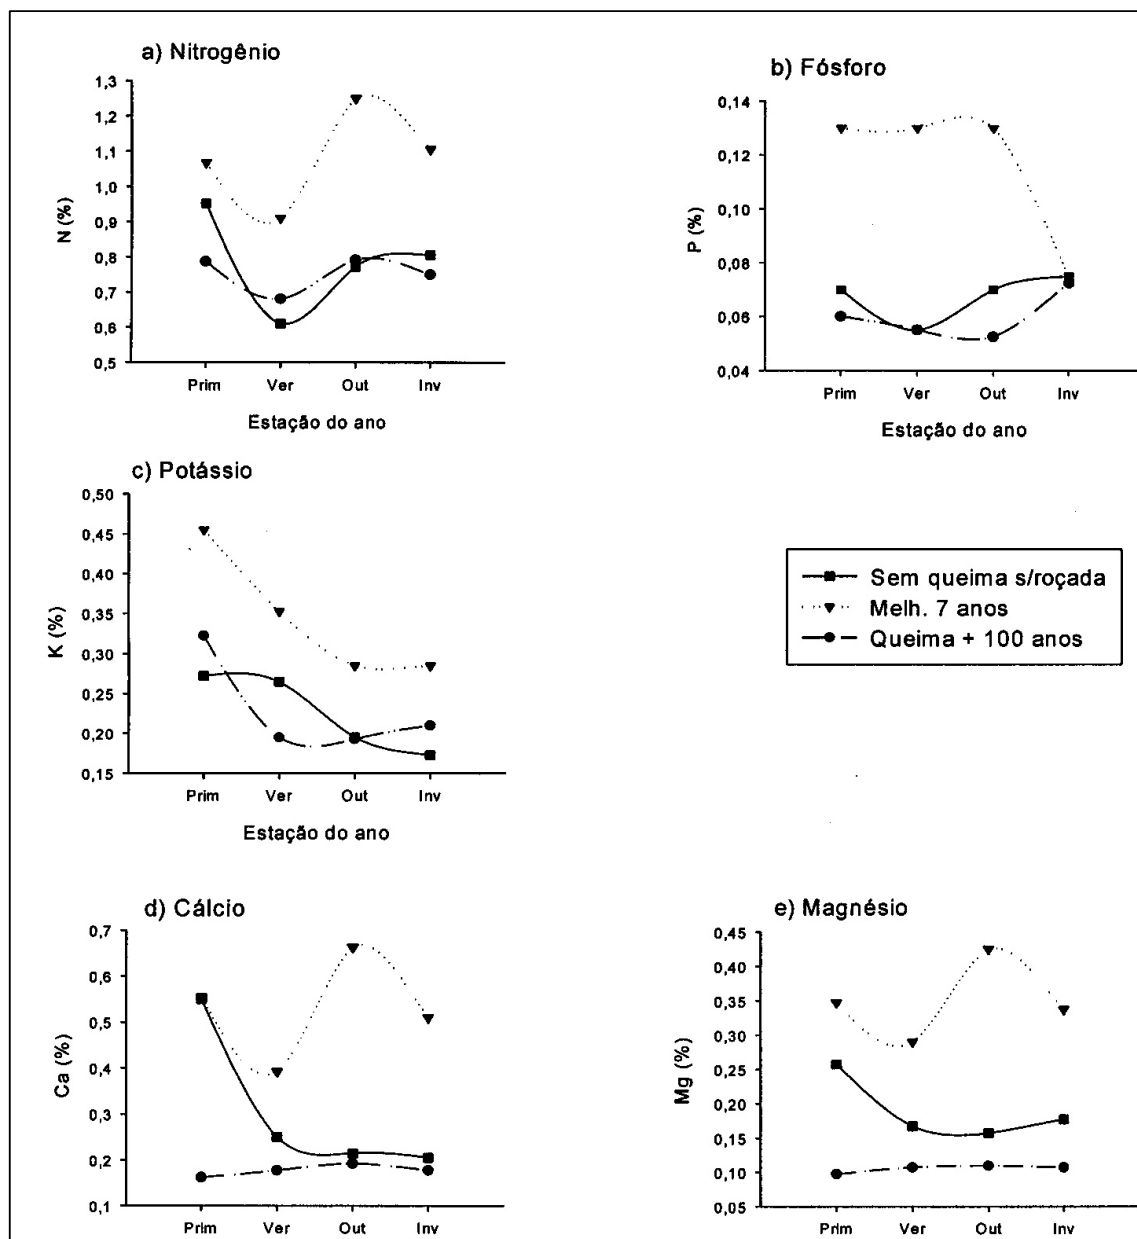 a) Nitrogênio
N (%)
1,3
1,2
1,1
1,0
0,9
0,8
0,7
0,6
0,5
Prim Ver Out Inv
Estação do ano
b) Fósforo
P (%)
0,14
0,12
0,10
0,08
0,06
0,04
Prim Ver Out Inv
Estação do ano
c) Potássio
K (%)
0,50
0,45
0,40
0,35
0,30
0,25
0,20
0,15
Prim Ver Out Inv
Estação do ano
Sem queima s/roçada
Melh. 7 anos
Queima + 100 anos
d) Cálcio
Ca (%)
0,7
0,6
0,5
0,4
0,3
0,2
0,1
Prim Ver Out Inv
e) Magnésio
Mg (%)
0,45
0,40
0,35
0,30
0,25
0,20
0,15
0,10
0,05
Prim Ver Out Inv